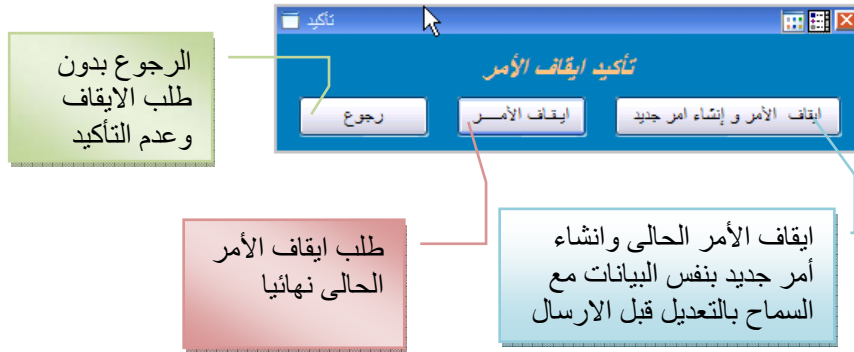 تأكيد
تأكيد ايقاف الأمر
ايقاف الأمر و إنشاء امر جديد
ايـقـاف الأمـــر
رجوع
الرجوع بدون
طلب الايقاف
وعدم التأكيد
طلب ايقاف الأمر
الحالى نهائيا
ايقاف الأمر الحالى وانشاء
أمر جديد بنفس البيانات مع
السماح بالتعديل قبل الارسال